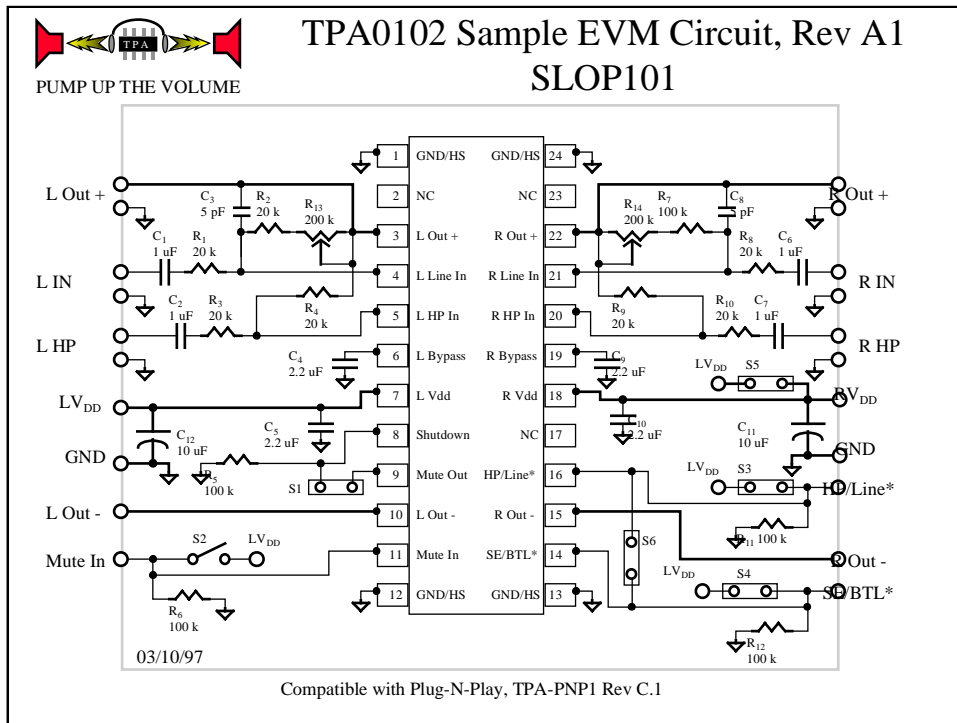 TPA0102 Sample EVM Circuit, Rev A1
SLOP101
TPA
PUMP UP THE VOLUME
L Out +
L IN
L HP
LVDD
GND
L Out -
Mute In
C3
5 pF
R2
20 k
R13
200 k
C1
1 uF
R1
20 k
C2
1 uF
R3
20 k
R4
20 k
C4
2.2 uF
C12
10 uF
C5
2.2 uF
R5
100 k
S1
S2
LVDD
R6
100 k
1 GND/HS
2 NC
3 L Out +
4 L Line In
5 L HP In
6 L Bypass
7 L Vdd
8 Shutdown
9 Mute Out
10 L Out -
11 Mute In
12 GND/HS
GND/HS 24
NC 23
R Out + 22
R Line In 21
R HP In 20
R Bypass 19
R Vdd 18
NC 17
HP/Line* 16
R Out - 15
SE/BTL* 14
GND/HS 13
R14
200 k
R7
100 k
C8
5 pF
R8
20 k
C6
1 uF
R9
20 k
R10
20 k
C7
1 uF
C9
2.2 uF
LVDD
S5
C10
2.2 uF
C11
10 uF
LVDD
S3
R11
100 k
S6
LVDD
S4
R12
100 k
R Out +
R IN
R HP
RVDD
GND
HP/Line*
R Out -
SE/BTL*
03/10/97
Compatible with Plug-N-Play, TPA-PNP1 Rev C.1